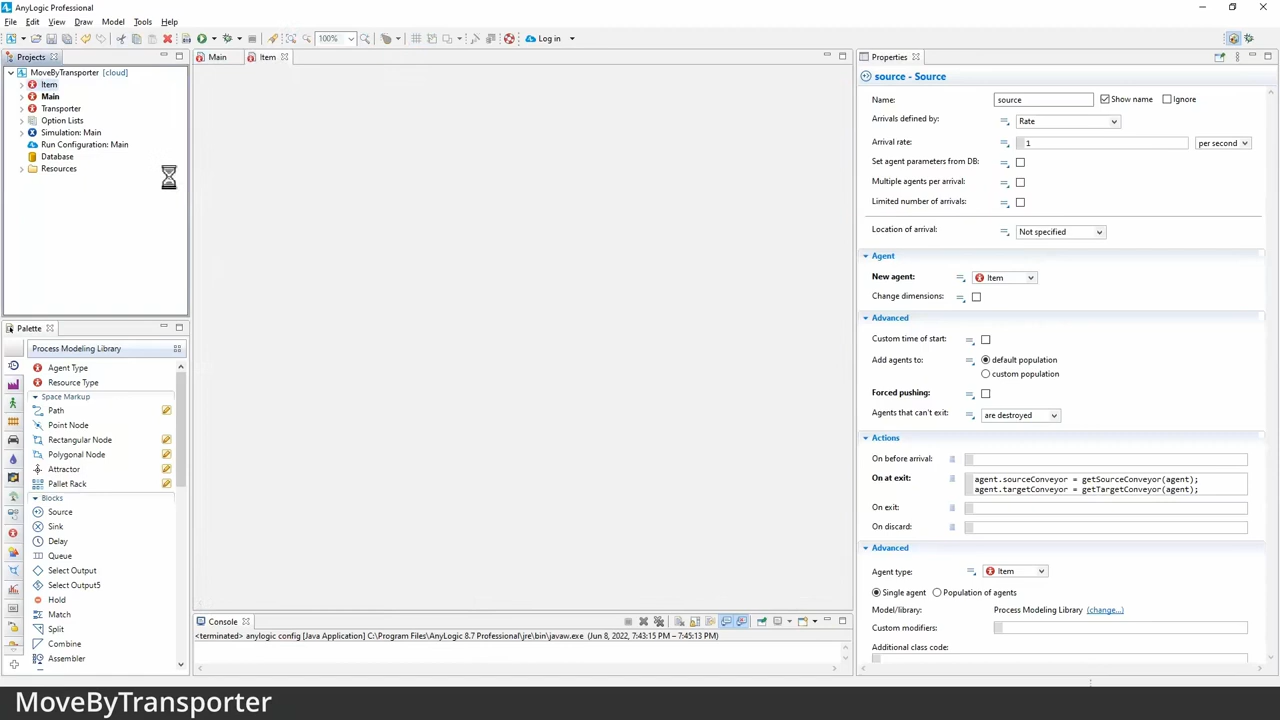 AnyLogic Professional
File Edit View Draw Model Tools Help
100% Log in
Projects
MoveByTransporter [cloud]
Item
Main
Transporter
Option Lists
Simulation: Main
Run Configuration: Main
Database
Resources
Palette
Process Modeling Library
Agent Type
Resource Type
Space Markup
Path
Point Node
Rectangular Node
Polygonal Node
Attractor
Pallet Rack
Blocks
Source
Sink
Delay
Queue
Select Output
Select Output5
Hold
Match
Split
Combine
Assembler
Main Item
Console
<terminated> anylogic config [Java Application] C:\Program Files\AnyLogic 8.7 Professional\jre\bin\javaw.exe (Jun 8, 2022, 7:43:15 PM – 7:45:13 PM)
Properties
source - Source
Name: source Show name Ignore
Arrivals defined by: Rate
Arrival rate: 1 per second
Set agent parameters from DB:
Multiple agents per arrival:
Limited number of arrivals:
Location of arrival: Not specified
Agent
New agent: Item
Change dimensions:
Advanced
Custom time of start:
Add agents to: default population
custom population
Forced pushing:
Agents that can't exit: are destroyed
Actions
On before arrival:
On at exit: agent.sourceConveyor = getSourceConveyor(agent);
agent.targetConveyor = getTargetConveyor(agent);
On exit:
On discard:
Advanced
Agent type: Item
Single agent Population of agents
Model/library: Process Modeling Library (change...)
Custom modifiers:
Additional class code:
MoveByTransporter